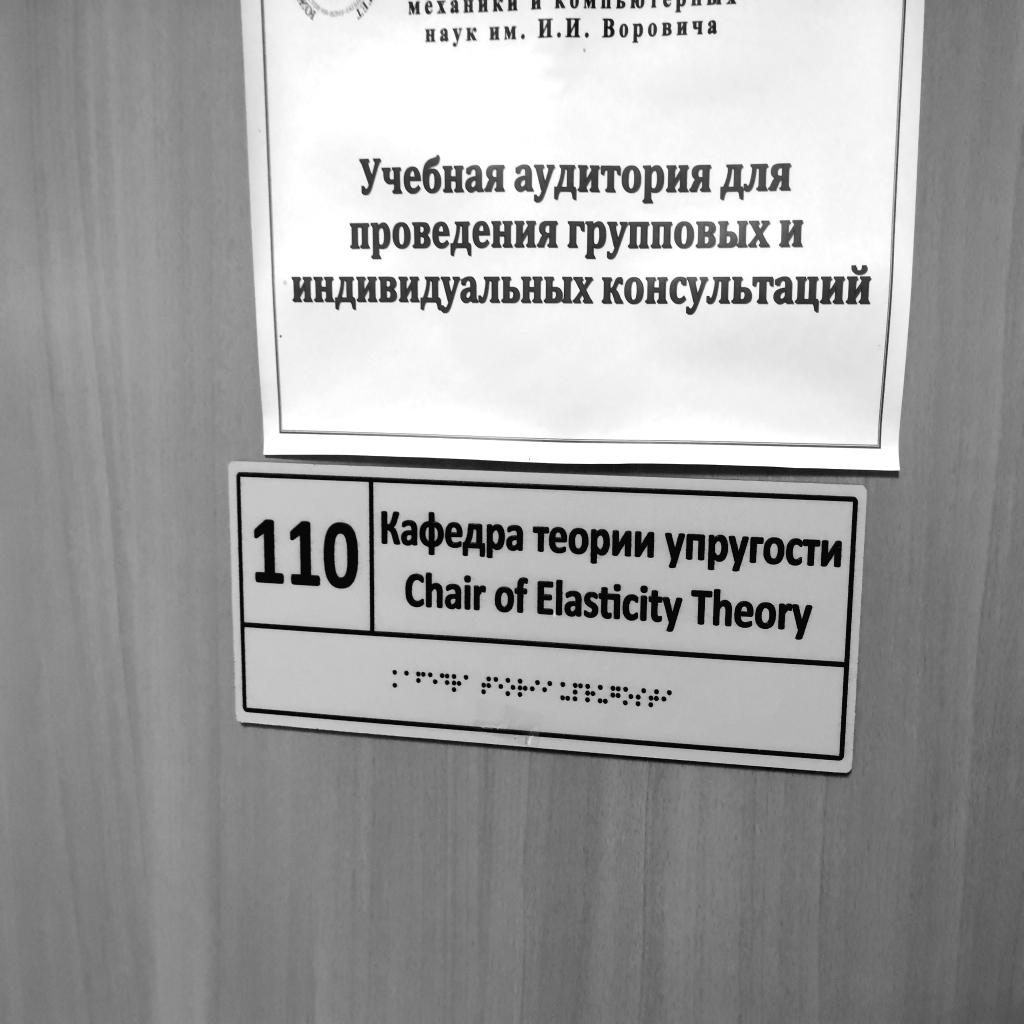 механики и компьютерных
наук им. И.И. Воровича
Учебная аудитория для
проведения групповых и
индивидуальных консультаций
110
Кафедра теории упругости
Chair of Elasticity Theory